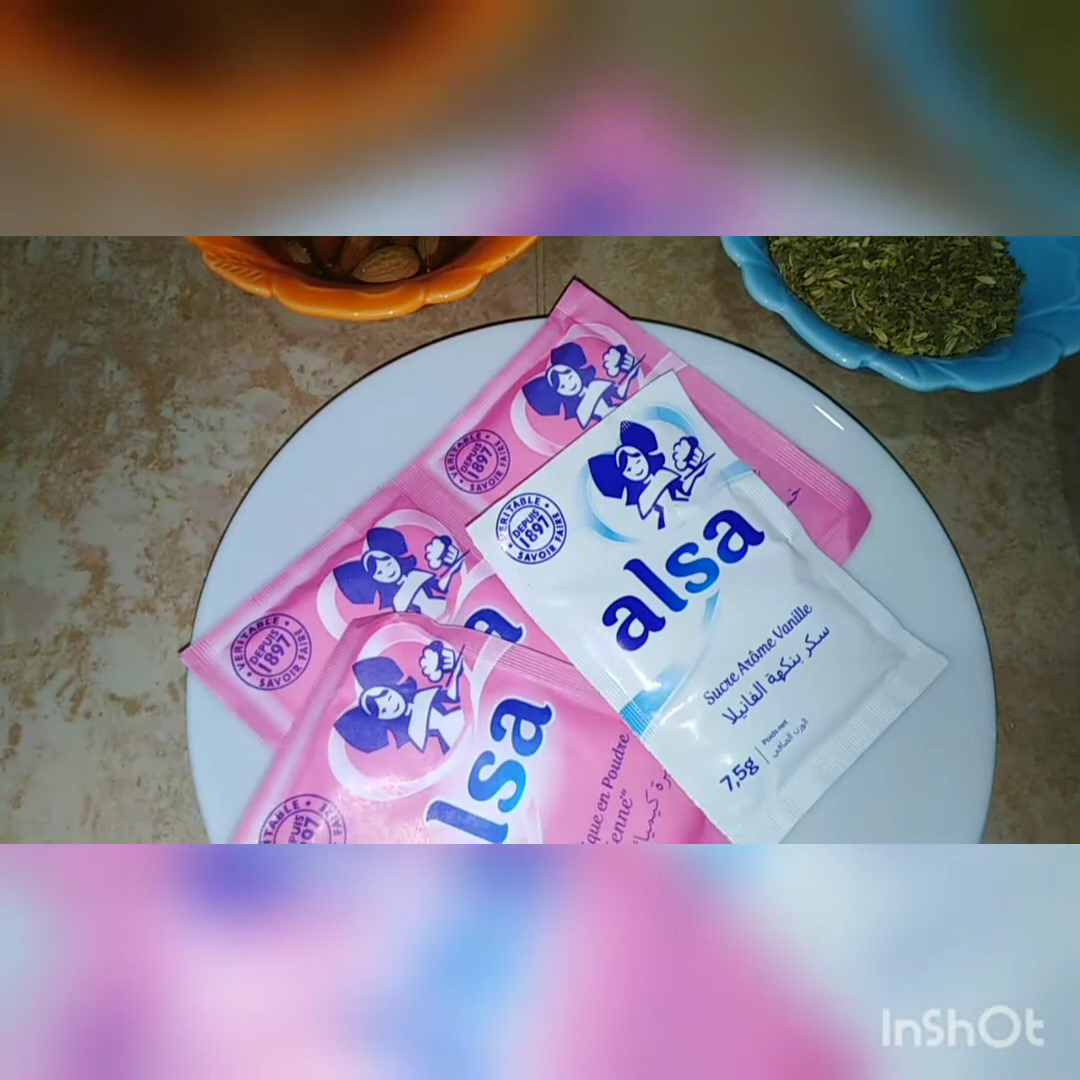 VERITABLE
DEPUIS
1897
SAVOIR FAIRE
VERITABLE
DEPUIS
1897
SAVOIR FAIRE
alsa
Sucre Arôme Vanille
سكر بنكهة الفانيلا
7,5g
Poids net
الوزن الصافي
VERITABLE
DEPUIS
1897
SAVOIR FAIRE
lsa
que en Poudre
enne"
InShOt